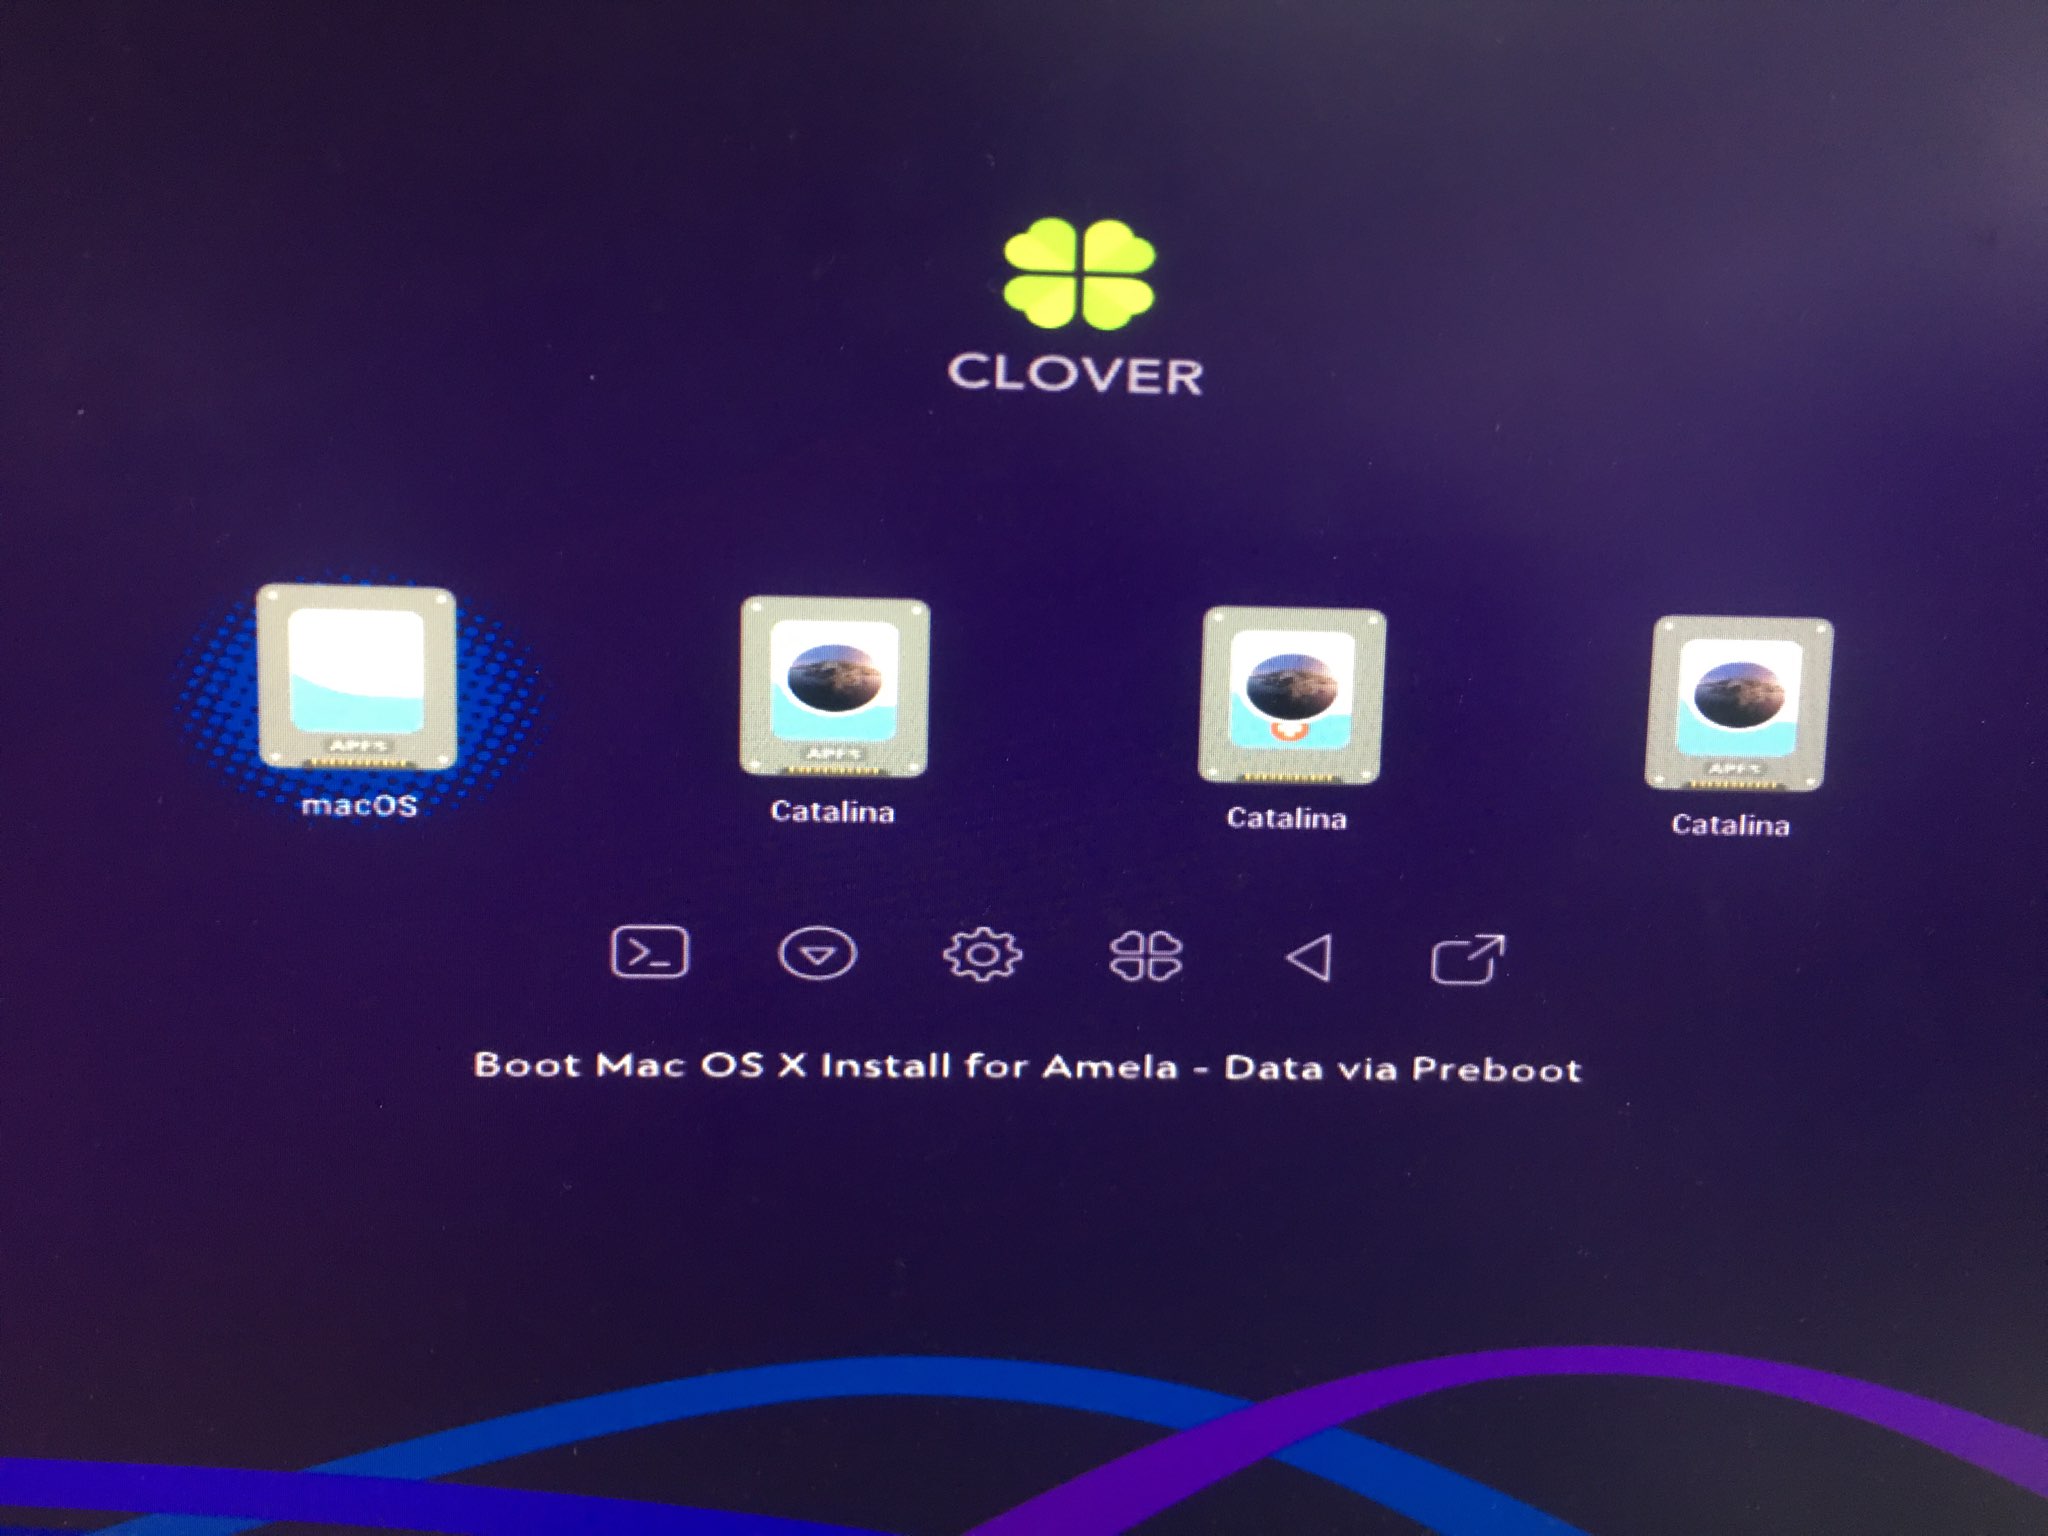 CLOVER
APFS
APFS
APFS
macOS
Catalina
Catalina
Catalina
Boot Mac OS X Install for Amela - Data via Preboot